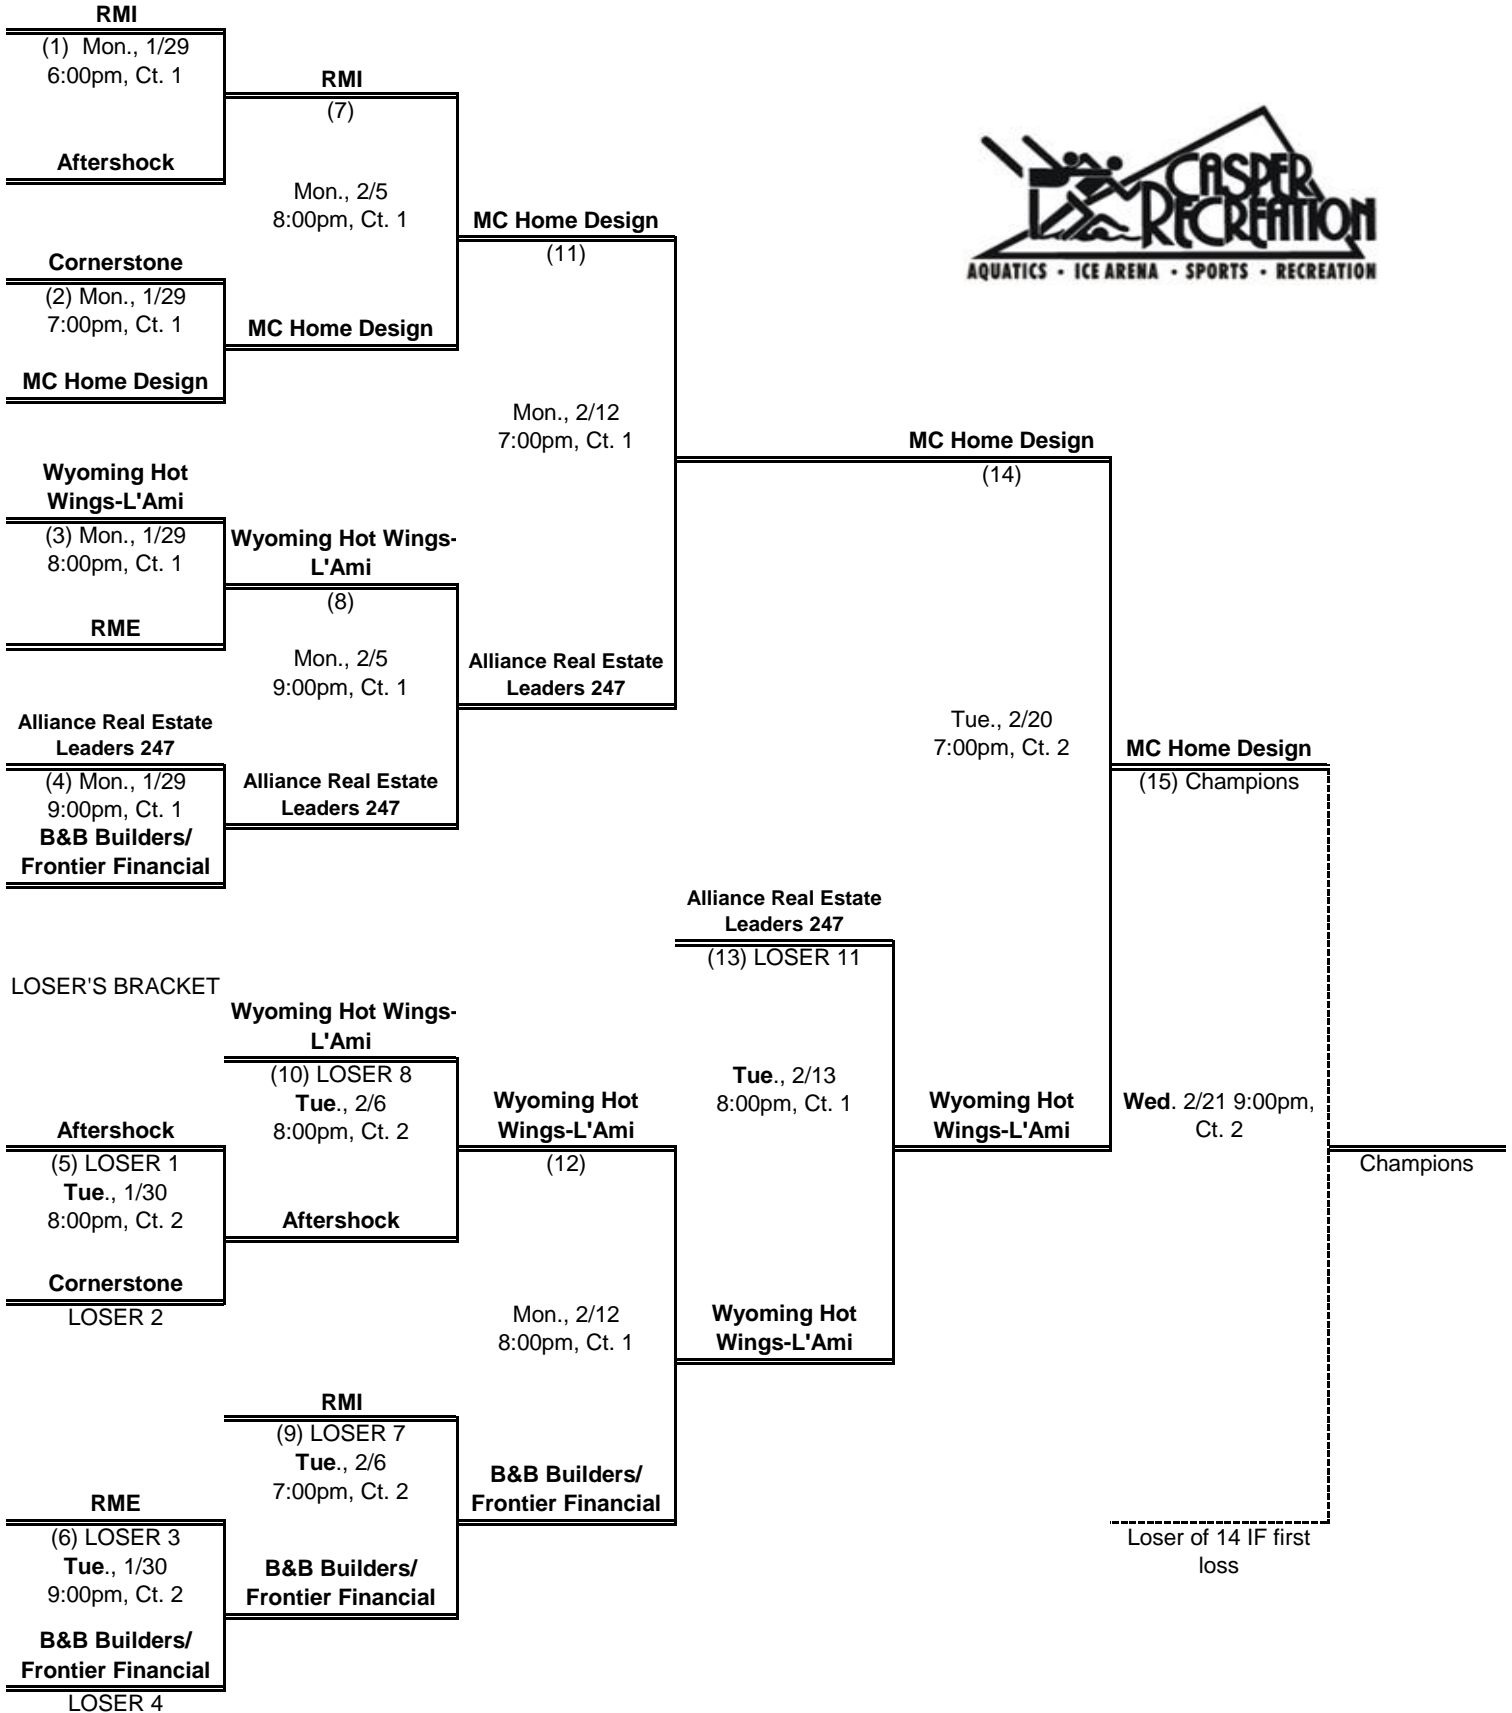 RMI
(1) Mon., 1/29
6:00pm, Ct. 1
Aftershock
Cornerstone
(2) Mon., 1/29
7:00pm, Ct. 1
MC Home Design
Wyoming Hot
Wings-L'Ami
(3) Mon., 1/29
8:00pm, Ct. 1
RME
Alliance Real Estate
Leaders 247
(4) Mon., 1/29
9:00pm, Ct. 1
B&B Builders/
Frontier Financial
RMI
(7)
Mon., 2/5
8:00pm, Ct. 1
MC Home Design
Wyoming Hot Wings-
L'Ami
(8)
Mon., 2/5
9:00pm, Ct. 1
Alliance Real Estate
Leaders 247
MC Home Design
(11)
Mon., 2/12
7:00pm, Ct. 1
Alliance Real Estate
Leaders 247
CASPER
RECREATION
AQUATICS • ICE ARENA • SPORTS • RECREATION
MC Home Design
(14)
Tue., 2/20
7:00pm, Ct. 2
MC Home Design
(15) Champions
LOSER'S BRACKET
Aftershock
(5) LOSER 1
Tue., 1/30
8:00pm, Ct. 2
Cornerstone
LOSER 2
RME
(6) LOSER 3
Tue., 1/30
9:00pm, Ct. 2
B&B Builders/
Frontier Financial
LOSER 4
Wyoming Hot Wings-
L'Ami
(10) LOSER 8
Tue., 2/6
8:00pm, Ct. 2
Aftershock
RMI
(9) LOSER 7
Tue., 2/6
7:00pm, Ct. 2
B&B Builders/
Frontier Financial
Wyoming Hot
Wings-L'Ami
(12)
Mon., 2/12
8:00pm, Ct. 1
B&B Builders/
Frontier Financial
Alliance Real Estate
Leaders 247
(13) LOSER 11
Tue., 2/13
8:00pm, Ct. 1
Wyoming Hot
Wings-L'Ami
Wyoming Hot
Wings-L'Ami
Wed. 2/21 9:00pm,
Ct. 2
Loser of 14 IF first
loss
Champions